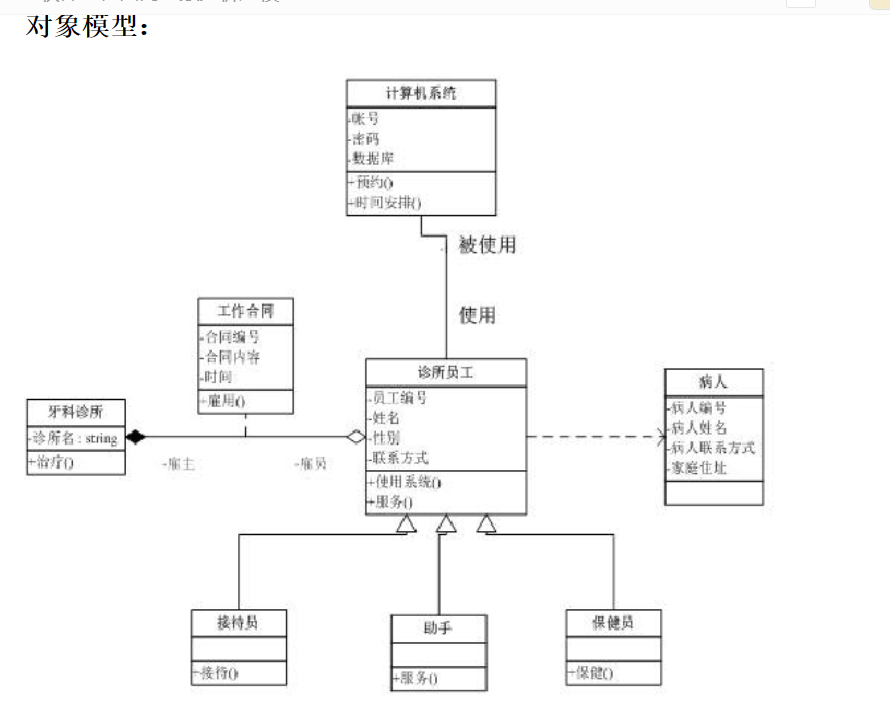 对象模型：
计算机系统
-帐号
-密码
-数据库
+预约()
+时间安排()
被使用
使用
工作合同
-合同编号
-合同内容
-时间
+雇用()
牙科诊所
-诊所名 : string
+治疗()
-雇主
-雇员
诊所员工
-员工编号
-姓名
-性别
-联系方式
+使用系统()
+服务()
病人
-病人编号
-病人姓名
-病人联系方式
-家庭住址
接待员
+接待()
助手
+服务()
保健员
+保健()